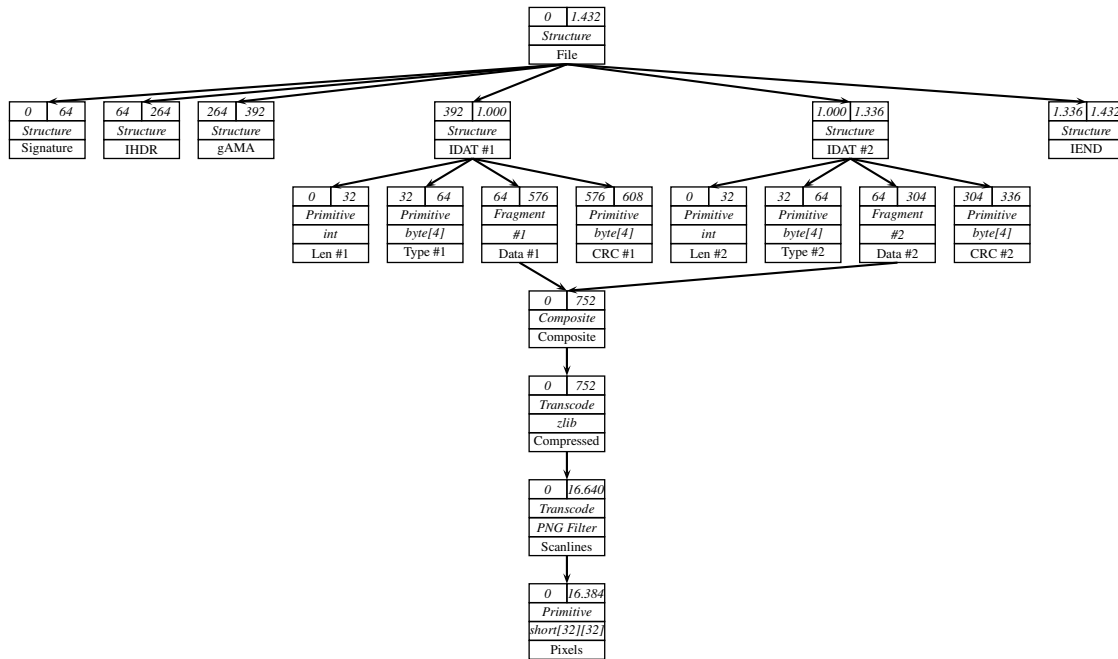 0 1.432
Structure
File
0 64 64 264 264 392 392 1.000 1.000 1.336 1.336 1.432
Structure Structure Structure Structure Structure Structure
Signature IHDR gAMA IDAT #1 IDAT #2 IEND
0 32 32 64 64 576 576 608 0 32 32 64 64 304 304 336
Primitive Primitive Fragment Primitive Primitive Primitive Fragment Primitive
int byte[4] #1 byte[4] int byte[4] #2 byte[4]
Len #1 Type #1 Data #1 CRC #1 Len #2 Type #2 Data #2 CRC #2
0 752
Composite
Composite
0 752
Transcode
zlib
Compressed
0 16.640
Transcode
PNG Filter
Scanlines
0 16.384
Primitive
short[32][32]
Pixels